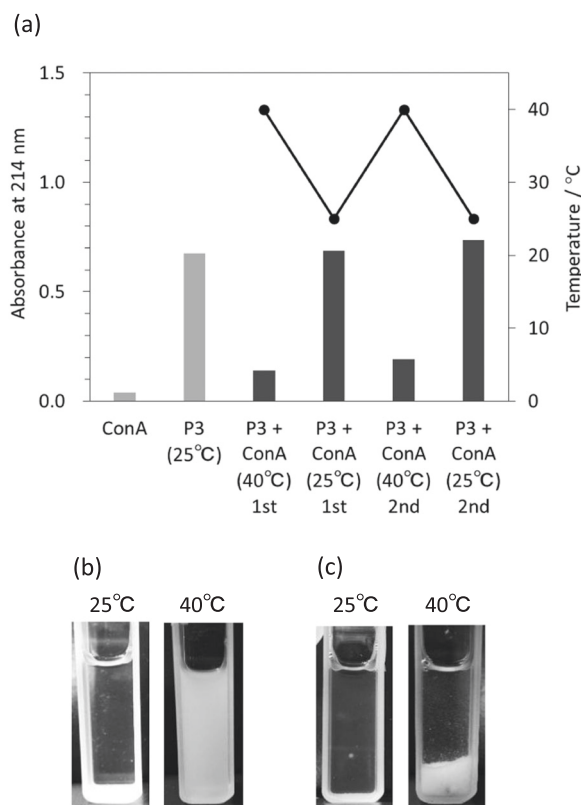 (a)
1.5
1.0
0.5
0.0
Absorbance at 214 nm
40
30
20
10
0
Temperature / °C
ConA
P3
(25℃)
P3 +
ConA
(40℃)
1st
P3 +
ConA
(25℃)
1st
P3 +
ConA
(40℃)
2nd
P3 +
ConA
(25℃)
2nd
(b)
25℃ 40℃
(c)
25℃ 40℃